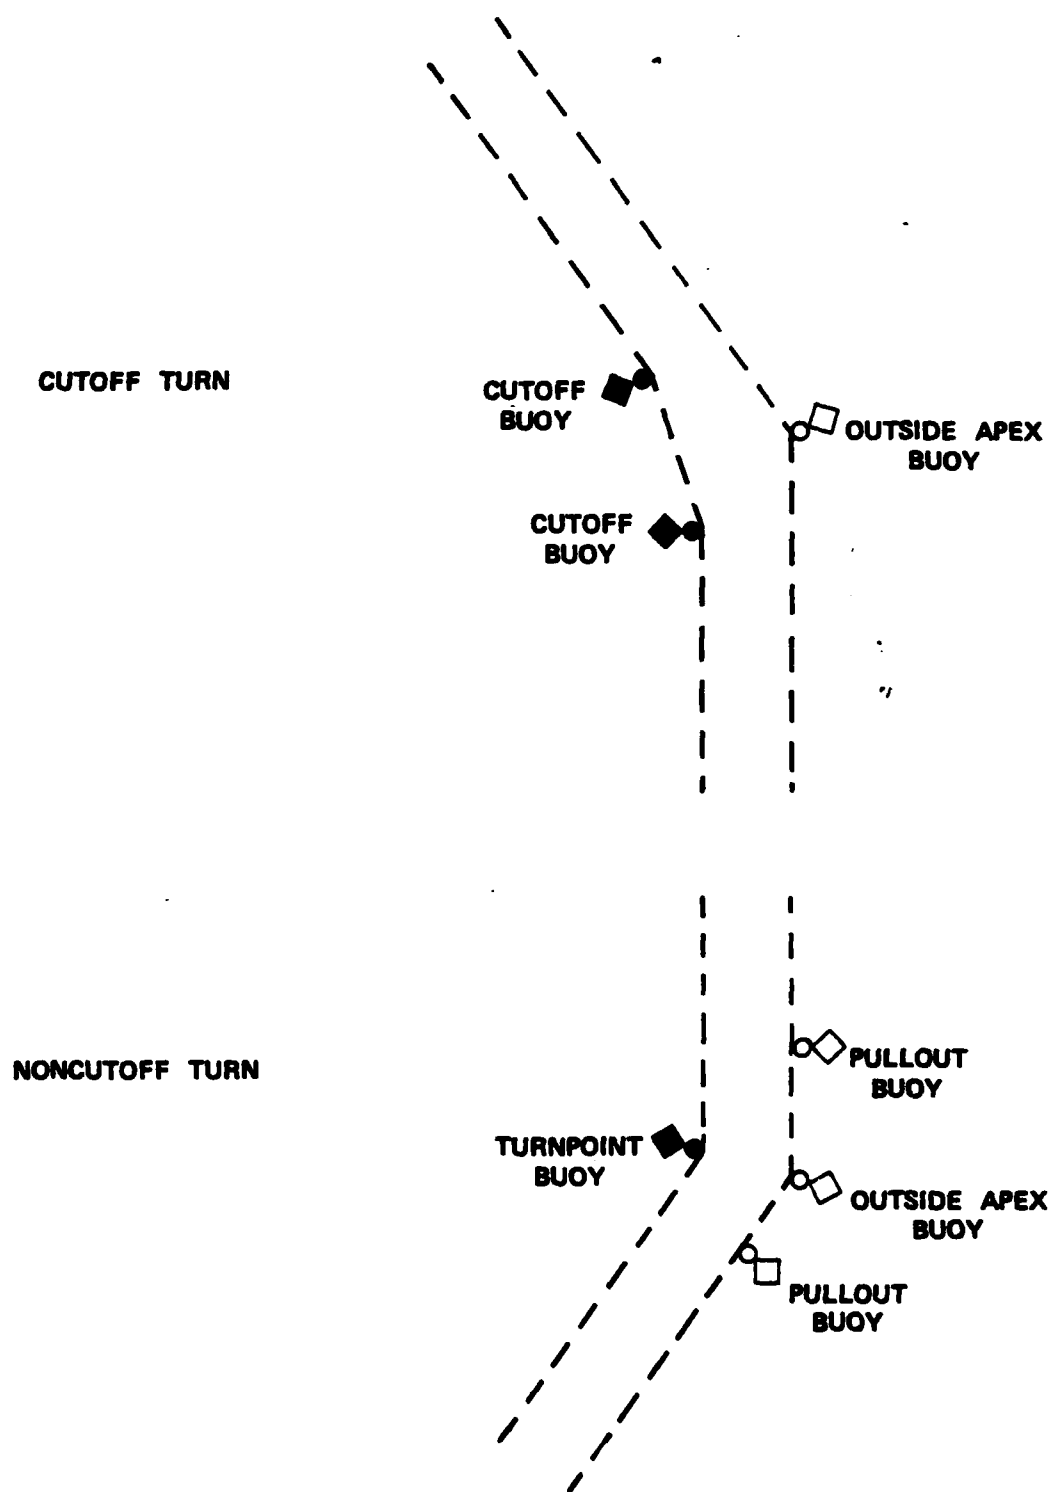 CUTOFF TURN
CUTOFF
BUOY
OUTSIDE APEX
BUOY
CUTOFF
BUOY
NONCUTOFF TURN
PULLOUT
BUOY
TURNPOINT
BUOY
OUTSIDE APEX
BUOY
PULLOUT
BUOY